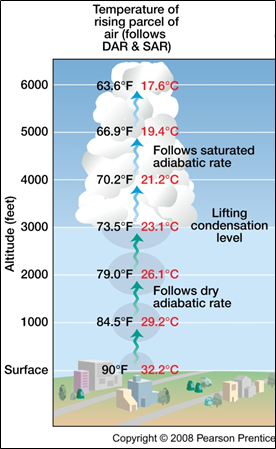 Temperature of
rising parcel of
air (follows
DAR & SAR)
6000
63.6°F 17.6°C
5000
66.9°F 19.4°C
Follows saturated
adiabatic rate
4000
70.2°F 21.2°C
Lifting
condensation
level
3000
73.5°F 23.1°C
Altitude (feet)
2000
79.0°F 26.1°C
Follows dry
adiabatic rate
1000
84.5°F 29.2°C
Surface
90°F 32.2°C
Copyright © 2008 Pearson Prentice